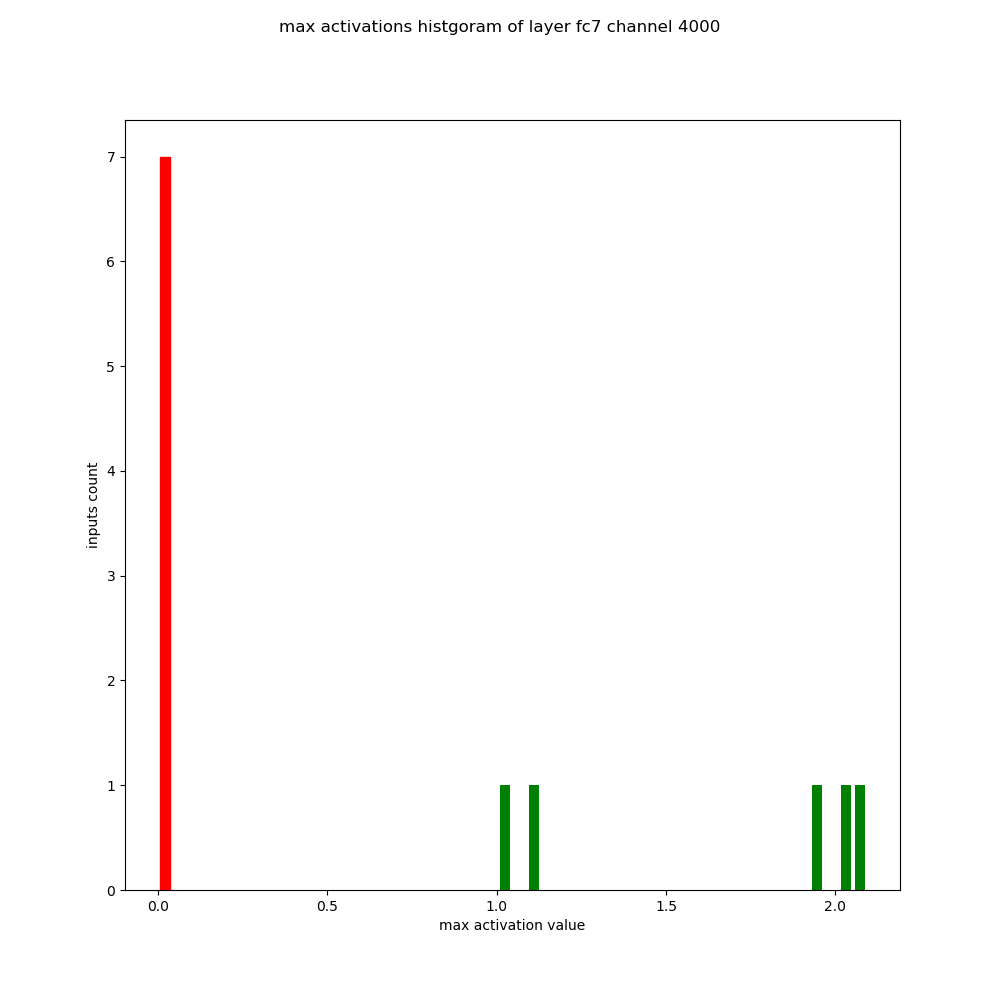 max activations histgoram of layer fc7 channel 4000
7
6
5
4
3
2
1
0
inputs count
0.0 0.5 1.0 1.5 2.0
max activation value